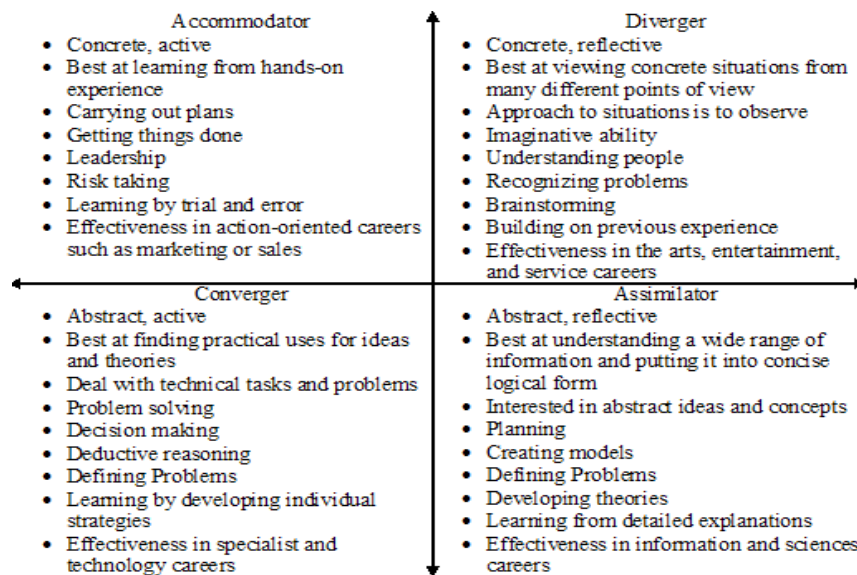 Accommodator
• Concrete, active
• Best at learning from hands-on
experience
• Carrying out plans
• Getting things done
• Leadership
• Risk taking
• Learning by trial and error
• Effectiveness in action-oriented careers
such as marketing or sales
Diverger
• Concrete, reflective
• Best at viewing concrete situations from
many different points of view
• Approach to situations is to observe
• Imaginative ability
• Understanding people
• Recognizing problems
• Brainstorming
• Building on previous experience
• Effectiveness in the arts, entertainment,
and service careers
Converger
• Abstract, active
• Best at finding practical uses for ideas
and theories
• Deal with technical tasks and problems
• Problem solving
• Decision making
• Deductive reasoning
• Defining Problems
• Learning by developing individual
strategies
• Effectiveness in specialist and
technology careers
Assimilator
• Abstract, reflective
• Best at understanding a wide range of
information and putting it into concise
logical form
• Interested in abstract ideas and concepts
• Planning
• Creating models
• Defining Problems
• Developing theories
• Learning from detailed explanations
• Effectiveness in information and sciences
careers